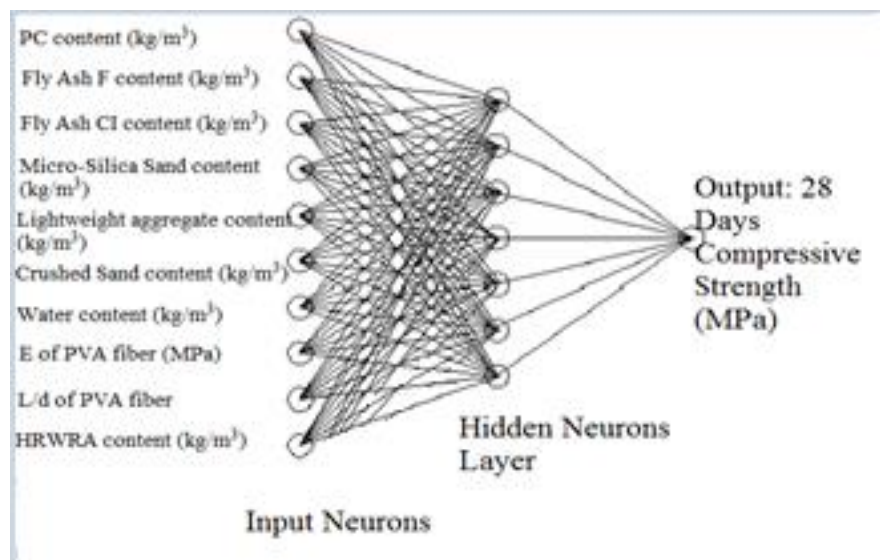 PC content (kg/m³)
Fly Ash F content (kg/m³)
Fly Ash CI content (kg/m³)
Micro-Silica Sand content
(kg/m³)
Lightweight aggregate content
(kg/m³)
Crushed Sand content (kg/m³)
Water content (kg/m³)
E of PVA fiber (MPa)
L/d of PVA fiber
HRWRA content (kg/m³)
Input Neurons
Hidden Neurons
Layer
Output: 28
Days
Compressive
Strength
(MPa)